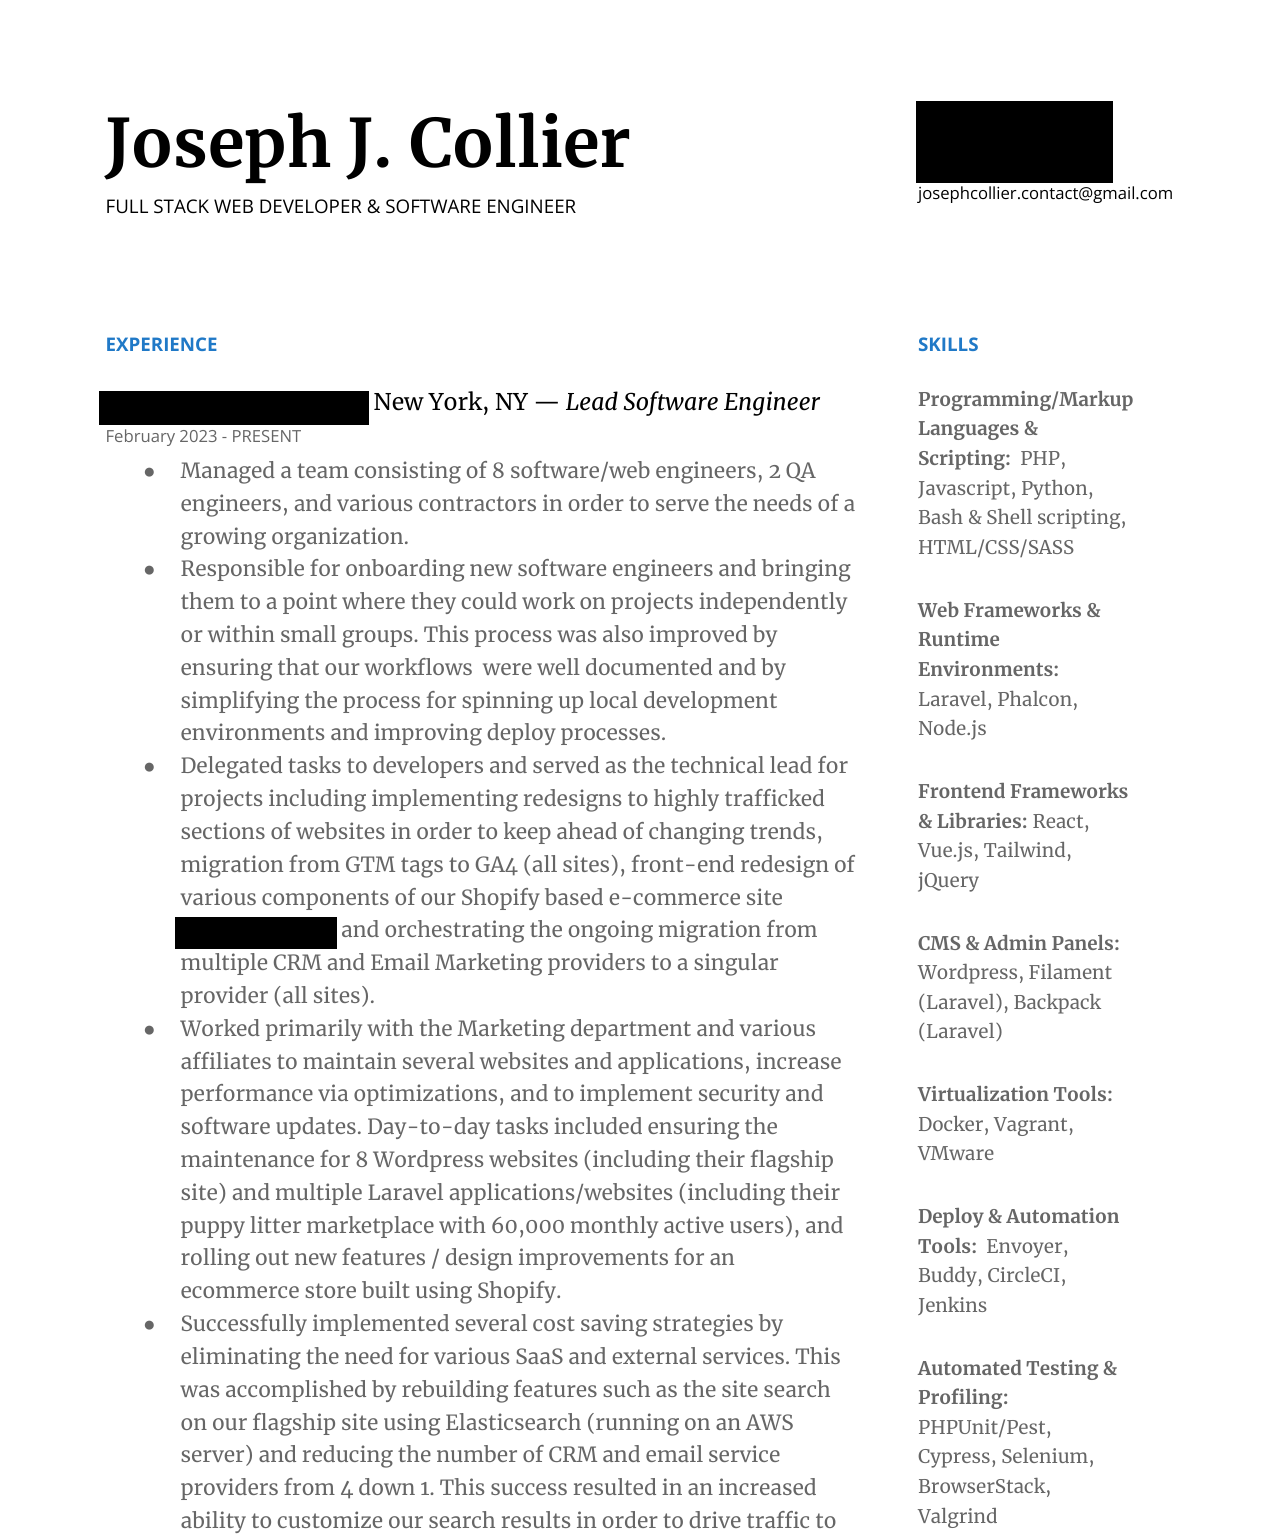 Joseph J. Collier
FULL STACK WEB DEVELOPER & SOFTWARE ENGINEER
josephcollier.contact@gmail.com
EXPERIENCE
New York, NY — Lead Software Engineer
February 2023 - PRESENT
● Managed a team consisting of 8 software/web engineers, 2 QA
engineers, and various contractors in order to serve the needs of a
growing organization.
● Responsible for onboarding new software engineers and bringing
them to a point where they could work on projects independently
or within small groups. This process was also improved by
ensuring that our workflows  were well documented and by
simplifying the process for spinning up local development
environments and improving deploy processes.
● Delegated tasks to developers and served as the technical lead for
projects including implementing redesigns to highly trafficked
sections of websites in order to keep ahead of changing trends,
migration from GTM tags to GA4 (all sites), front-end redesign of
various components of our Shopify based e-commerce site
and orchestrating the ongoing migration from
multiple CRM and Email Marketing providers to a singular
provider (all sites).
● Worked primarily with the Marketing department and various
affiliates to maintain several websites and applications, increase
performance via optimizations, and to implement security and
software updates. Day-to-day tasks included ensuring the
maintenance for 8 Wordpress websites (including their flagship
site) and multiple Laravel applications/websites (including their
puppy litter marketplace with 60,000 monthly active users), and
rolling out new features / design improvements for an
ecommerce store built using Shopify.
● Successfully implemented several cost saving strategies by
eliminating the need for various SaaS and external services. This
was accomplished by rebuilding features such as the site search
on our flagship site using Elasticsearch (running on an AWS
server) and reducing the number of CRM and email service
providers from 4 down 1. This success resulted in an increased
ability to customize our search results in order to drive traffic to
SKILLS
Programming/Markup
Languages &
Scripting:  PHP,
Javascript, Python,
Bash & Shell scripting,
HTML/CSS/SASS
Web Frameworks &
Runtime
Environments:
Laravel, Phalcon,
Node.js
Frontend Frameworks
& Libraries: React,
Vue.js, Tailwind,
jQuery
CMS & Admin Panels:
Wordpress, Filament
(Laravel), Backpack
(Laravel)
Virtualization Tools:
Docker, Vagrant,
VMware
Deploy & Automation
Tools:  Envoyer,
Buddy, CircleCI,
Jenkins
Automated Testing &
Profiling:
PHPUnit/Pest,
Cypress, Selenium,
BrowserStack,
Valgrind